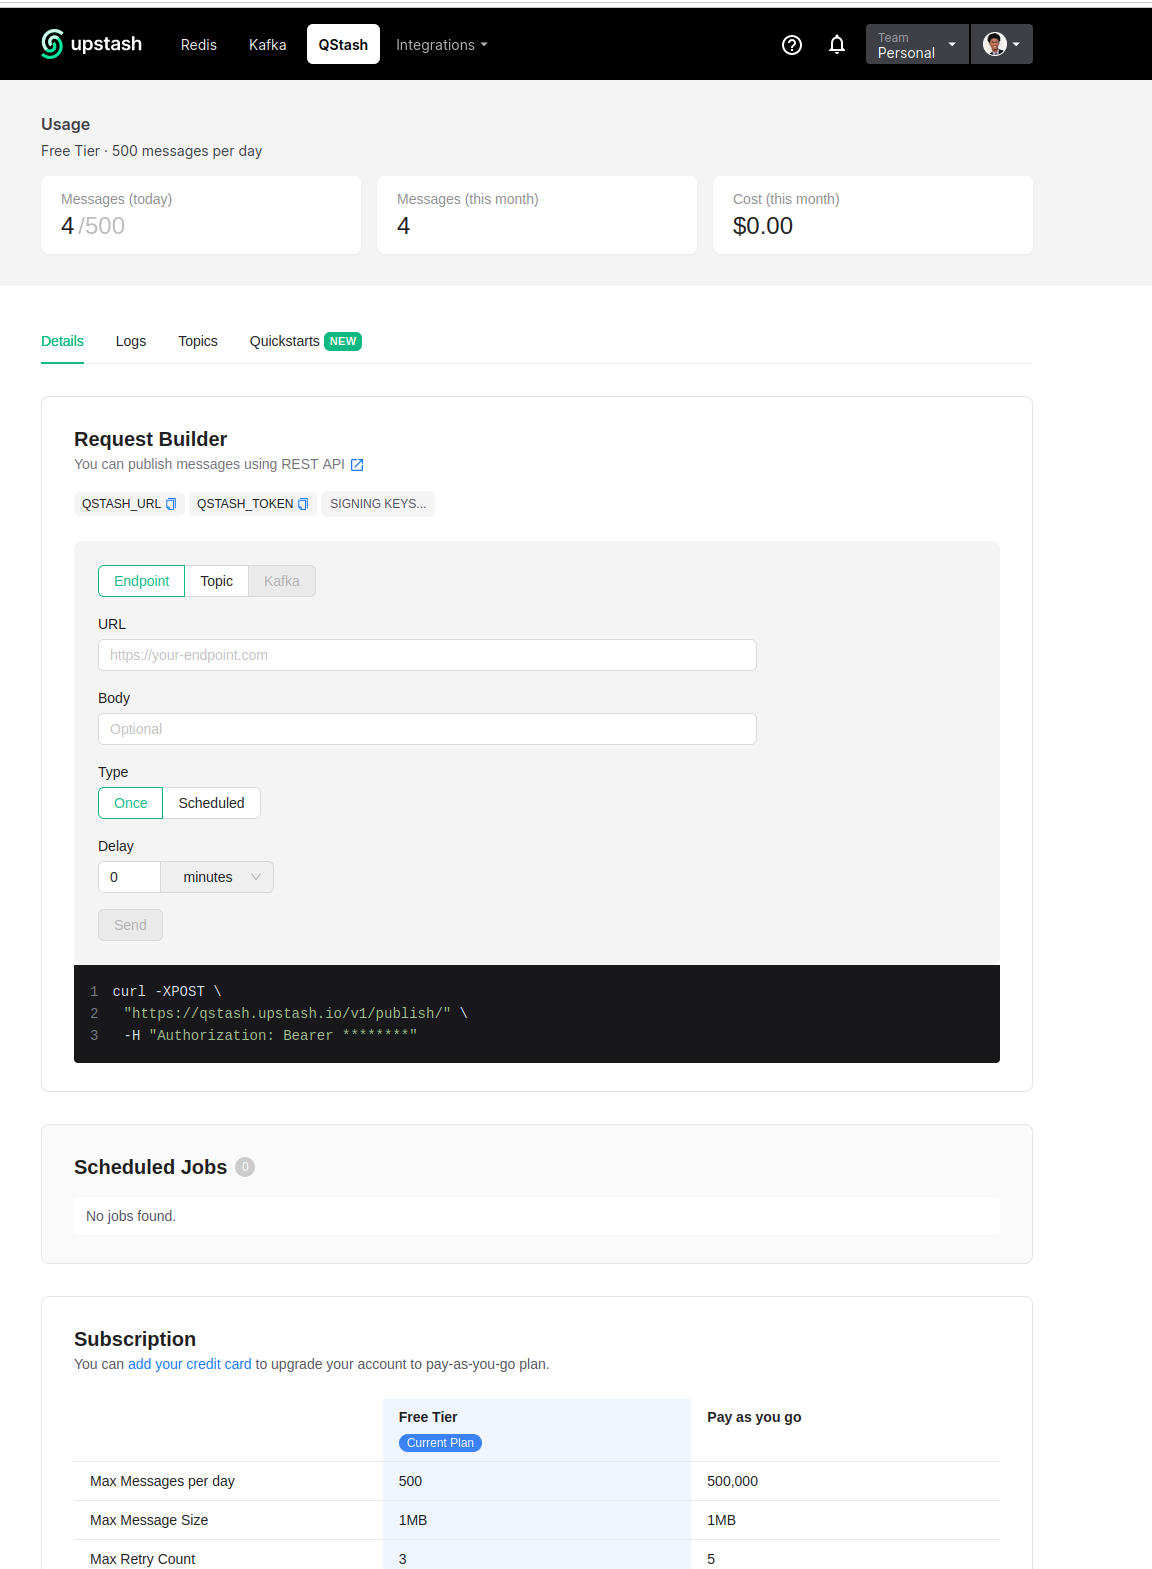 upstash Redis Kafka QStash Integrations Team Personal
Usage
Free Tier · 500 messages per day
Messages (today) Messages (this month) Cost (this month)
4 /500 4 $0.00
Details Logs Topics Quickstarts NEW
Request Builder
You can publish messages using REST API
QSTASH_URL QSTASH_TOKEN SIGNING KEYS...
Endpoint Topic Kafka
URL
https://your-endpoint.com
Body
Optional
Type
Once Scheduled
Delay
0 minutes
Send
1 curl -XPOST \
2 "https://qstash.upstash.io/v1/publish/" \
3 -H "Authorization: Bearer ********"
Scheduled Jobs 0
No jobs found.
Subscription
You can add your credit card to upgrade your account to pay-as-you-go plan.
Free Tier Pay as you go
Current Plan
Max Messages per day 500 500,000
Max Message Size 1MB 1MB
Max Retry Count 3 5